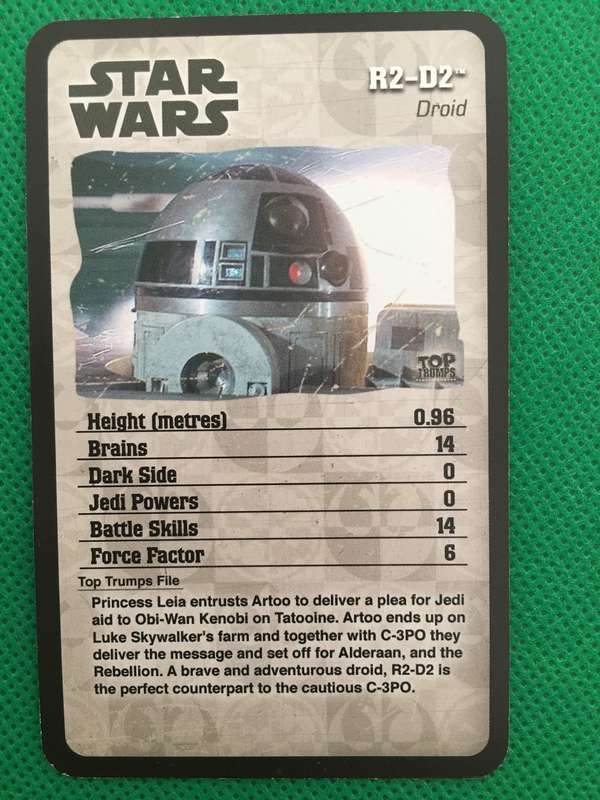 STAR
WARS
R2-D2™
Droid
TOP
TRUMPS
Height (metres) 0.96
Brains 14
Dark Side 0
Jedi Powers 0
Battle Skills 14
Force Factor 6
Top Trumps File
Princess Leia entrusts Artoo to deliver a plea for Jedi
aid to Obi-Wan Kenobi on Tatooine. Artoo ends up on
Luke Skywalker's farm and together with C-3PO they
deliver the message and set off for Alderaan, and the
Rebellion. A brave and adventurous droid, R2-D2 is
the perfect counterpart to the cautious C-3PO.